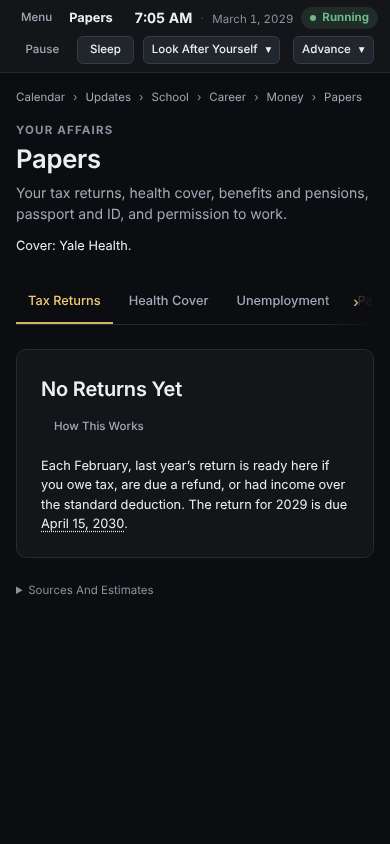 Menu Papers 7:05 AM · March 1, 2029 Running
Pause Sleep Look After Yourself ▾ Advance ▾
Calendar › Updates › School › Career › Money › Papers
YOUR AFFAIRS
Papers
Your tax returns, health cover, benefits and pensions,
passport and ID, and permission to work.
Cover: Yale Health.
Tax Returns Health Cover Unemployment ›
No Returns Yet
How This Works
Each February, last year’s return is ready here if
you owe tax, are due a refund, or had income over
the standard deduction. The return for 2029 is due
April 15, 2030.
▶ Sources And Estimates